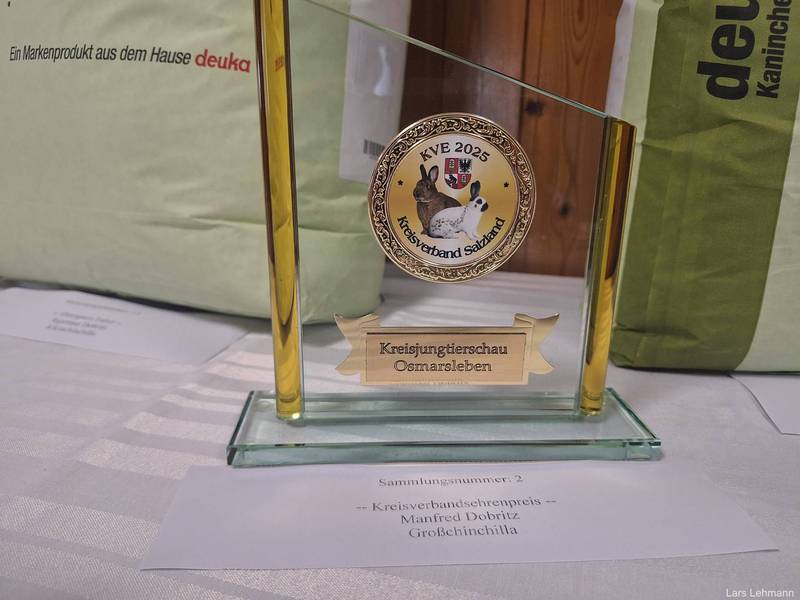 Ein Markenprodukt aus dem Hause deuka
deu
Kaninche
KVE 2025
Kreisverband Salzland
Kreisjungtierschau
Osmarsleben
Sammlungsnummer: 2
-- Kreisverbandsehrenpreis --
Manfred Dobritz
Großchinchilla
Lars Lehmann